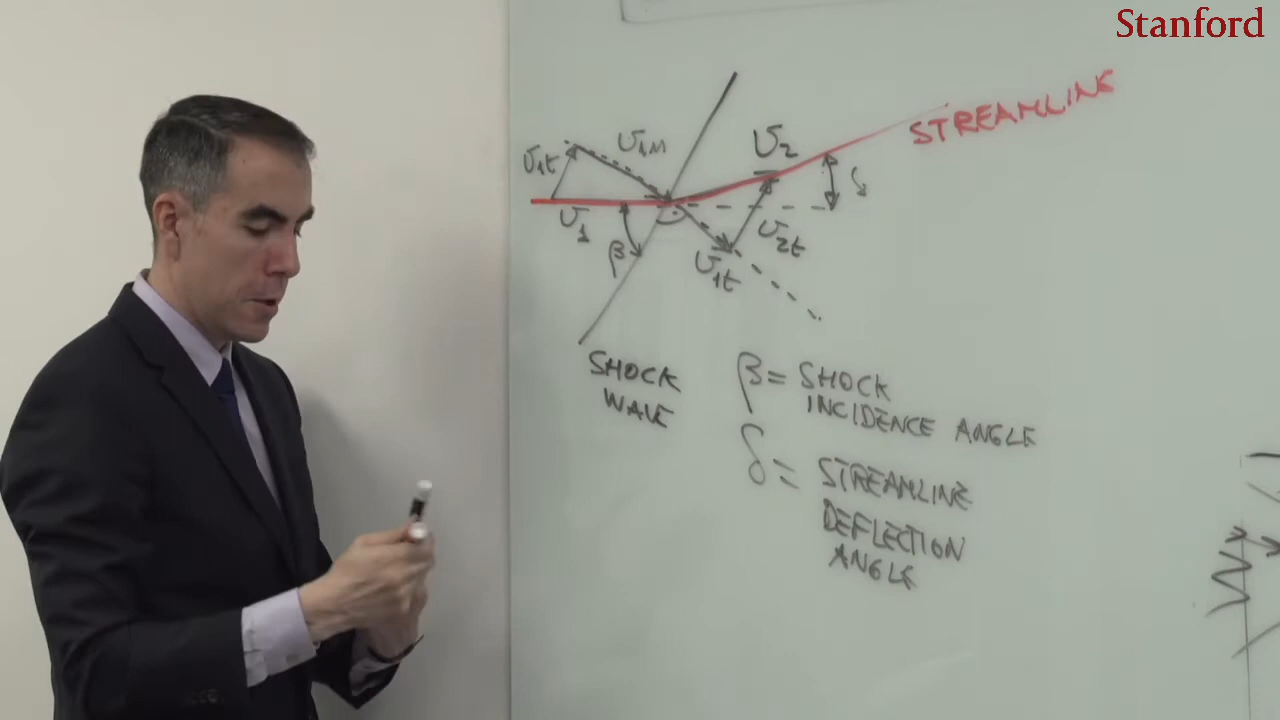 Stanford
STREAMLINE
U1t
U1n
U2
δ
U1
β
U2t
U1t
SHOCK
WAVE
β = SHOCK
INCIDENCE ANGLE
δ = STREAMLINE
DEFLECTION
ANGLE